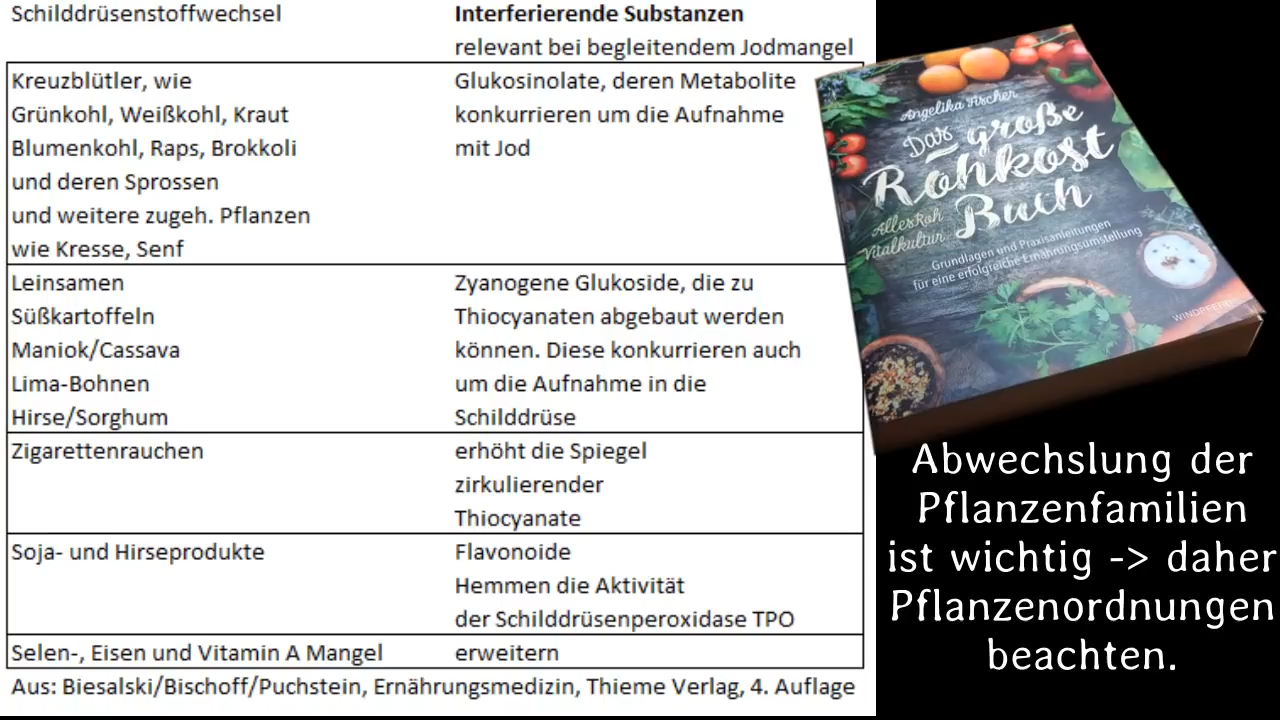 Schilddrüsenstoffwechsel
Interferierende Substanzen
relevant bei begleitendem Jodmangel
Kreuzblütler, wie
Grünkohl, Weißkohl, Kraut
Blumenkohl, Raps, Brokkoli
und deren Sprossen
und weitere zugeh. Pflanzen
wie Kresse, Senf
Glukosinolate, deren Metabolite
konkurrieren um die Aufnahme
mit Jod
Leinsamen
Süßkartoffeln
Maniok/Cassava
Lima-Bohnen
Hirse/Sorghum
Zyanogene Glukoside, die zu
Thiocyanaten abgebaut werden
können. Diese konkurrieren auch
um die Aufnahme in die
Schilddrüse
Zigarettenrauchen
erhöht die Spiegel
zirkulierender
Thiocyanate
Soja- und Hirseprodukte
Flavonoide
Hemmen die Aktivität
der Schilddrüsenperoxidase TPO
Selen-, Eisen und Vitamin A Mangel
erweitern
Aus: Biesalski/Bischoff/Puchstein, Ernährungsmedizin, Thieme Verlag, 4. Auflage
Angelika Fischer
Das große
Rohkost
Buch
AllesRoh
Vitalkultur
Grundlagen und Praxisanleitungen
für eine erfolgreiche Ernährungsumstellung
WINDPFERD
Abwechslung der
Pflanzenfamilien
ist wichtig -> daher
Pflanzenordnungen
beachten.